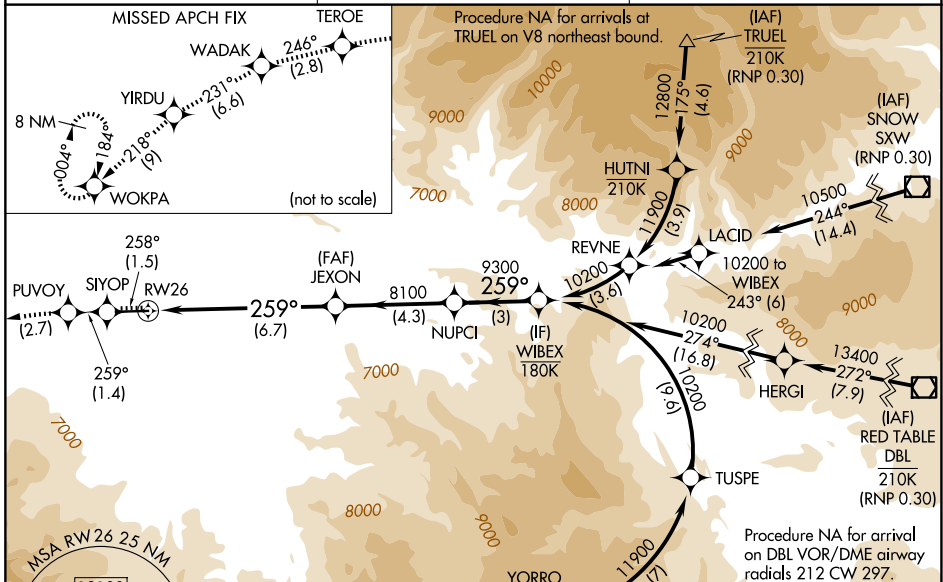 MISSED APCH FIX
TEROE
246°
(2.8)
WADAK
231°
(6.6)
YIRDU
218°
(9)
8 NM
004°
184°
WOKPA
(not to scale)
Procedure NA for arrivals at
TRUEL on V8 northeast bound.
(IAF)
TRUEL
210K
(RNP 0.30)
12800
175°
(4.6)
10000
9000
9000
7000
8000
HUTNI
210K
11900
(3.9)
(IAF)
SNOW
SXW
(RNP 0.30)
10500
244°
(14.4)
LACID
REVNE
10200 to
WIBEX
243° (6)
10200
(3.6)
9000
8000
258°
(1.5)
PUVOY
SIYOP
RW26
(2.7)
259°
(1.4)
259°
(6.7)
(FAF)
JEXON
8100
(4.3)
NUPCI
9300
259°
(3)
(IF)
WIBEX
180K
10200
274°
(16.8)
HERGI
13400
272°
(7.9)
(IAF)
RED TABLE
DBL
210K
(RNP 0.30)
10200
(9.6)
TUSPE
7000
7000
8000
9000
MSA RW26 25 NM
YORRO
11900
Procedure NA for arrival
on DBL VOR/DME airway
radials 212 CW 297.